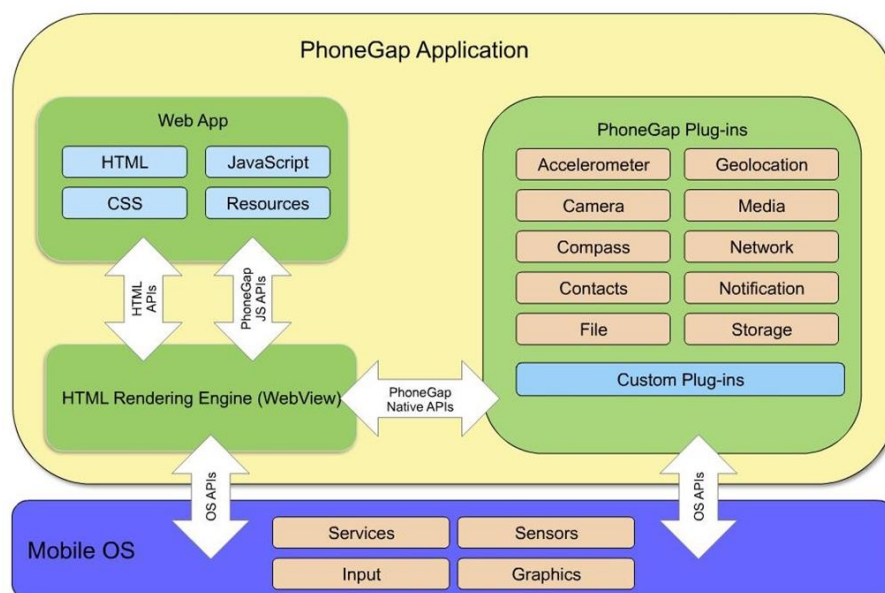 PhoneGap Application
Web App
HTML
JavaScript
CSS
Resources
HTML
APIs
PhoneGap
JS APIs
HTML Rendering Engine (WebView)
PhoneGap
Native APIs
PhoneGap Plug-ins
Accelerometer
Geolocation
Camera
Media
Compass
Network
Contacts
Notification
File
Storage
Custom Plug-ins
OS APIs
OS APIs
Mobile OS
Services
Sensors
Input
Graphics